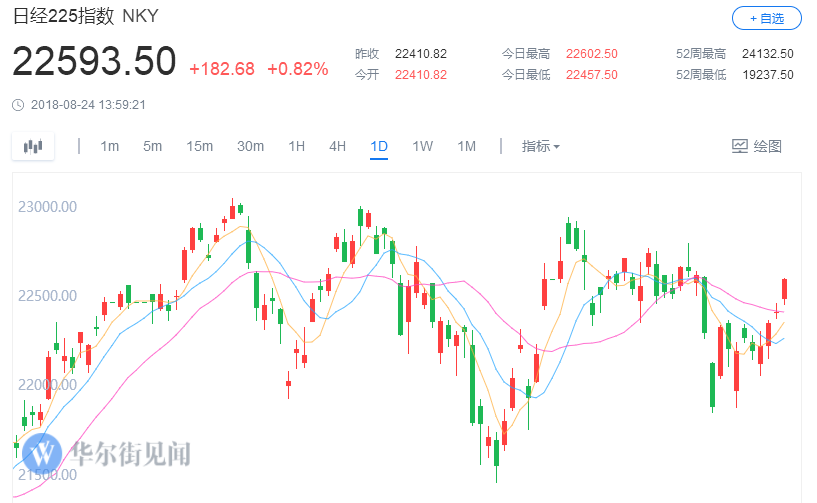 日经225指数 NKY
+ 自选
22593.50 +182.68 +0.82%
昨收 22410.82 今日最高 22602.50 52周最高 24132.50
今开 22410.82 今日最低 22457.50 52周最低 19237.50
2018-08-24 13:59:21
1m 5m 15m 30m 1H 4H 1D 1W 1M 指标 绘图
23000.00
22500.00
22000.00
华尔街见闻
21500.00